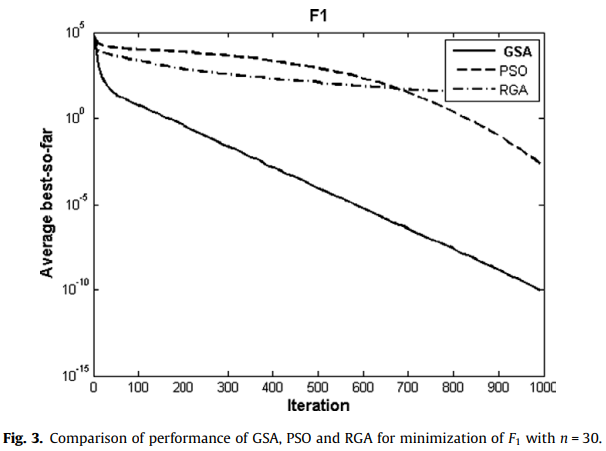 F1
10^5
10^0
10^-5
10^-10
10^-15
Average best-so-far
GSA
PSO
RGA
0 100 200 300 400 500 600 700 800 900 1000
Iteration
Fig. 3. Comparison of performance of GSA, PSO and RGA for minimization of F1 with n = 30.